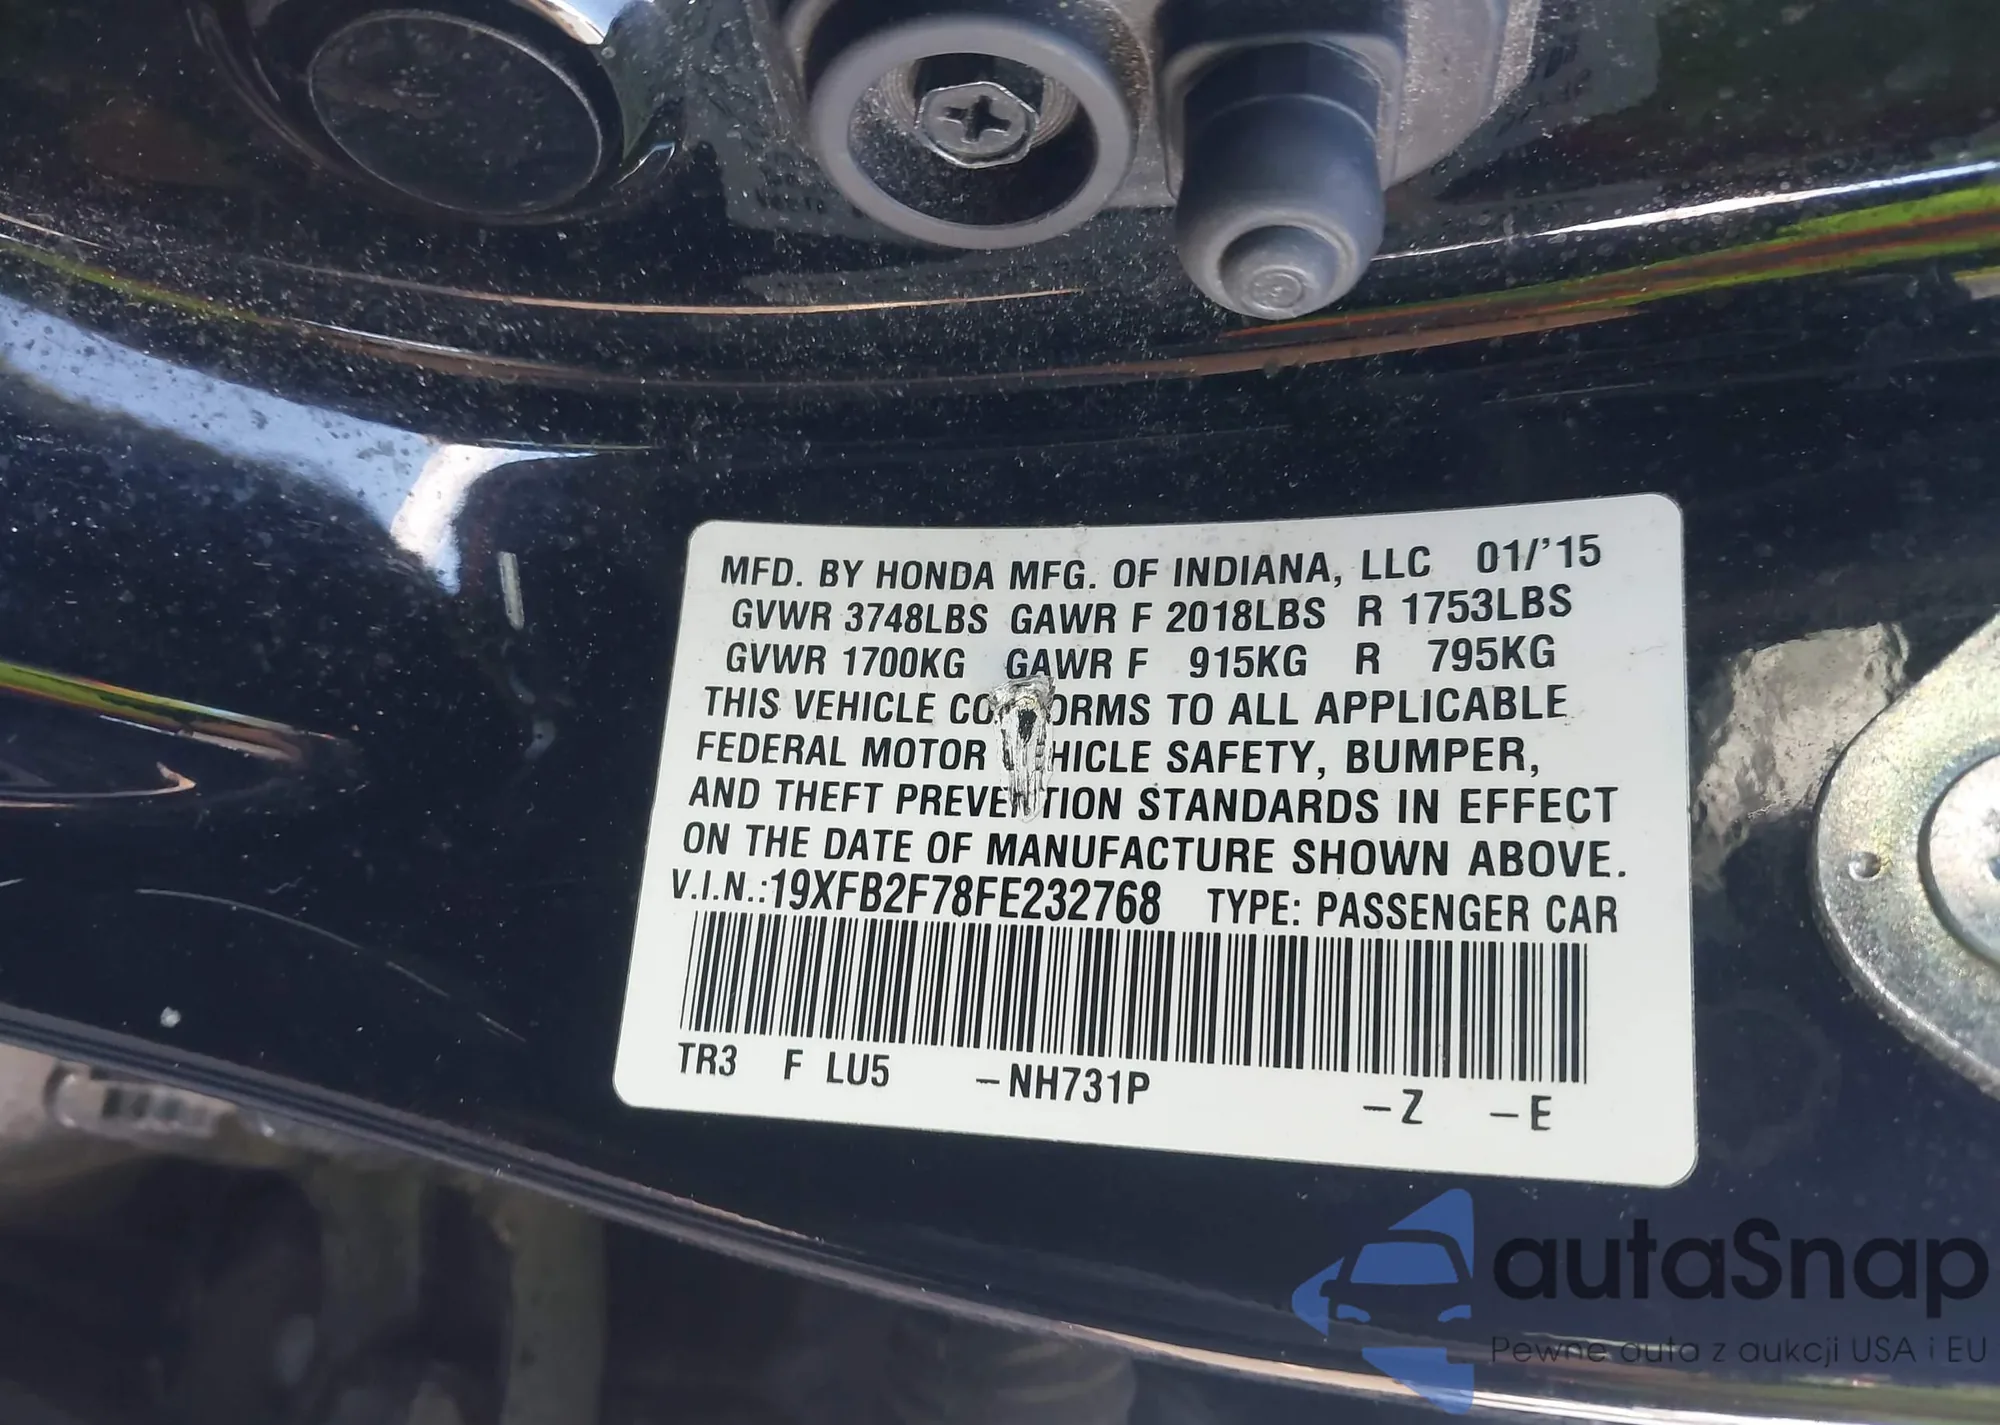 MFD. BY HONDA MFG. OF INDIANA, LLC 01/'15
GVWR 3748LBS GAWR F 2018LBS R 1753LBS
GVWR 1700KG GAWR F 915KG R 795KG
THIS VEHICLE CONFORMS TO ALL APPLICABLE
FEDERAL MOTOR VEHICLE SAFETY, BUMPER,
AND THEFT PREVENTION STANDARDS IN EFFECT
ON THE DATE OF MANUFACTURE SHOWN ABOVE.
V.I.N.:19XFB2F78FE232768 TYPE: PASSENGER CAR
TR3 F LU5 -NH731P -Z -E
autaSnap
Pewne auta z aukcji USA i EU